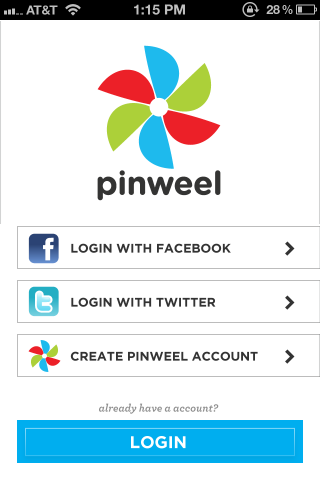 AT&T 1:15 PM 28%
pinweel
LOGIN WITH FACEBOOK
LOGIN WITH TWITTER
CREATE PINWEEL ACCOUNT
already have a account?
LOGIN